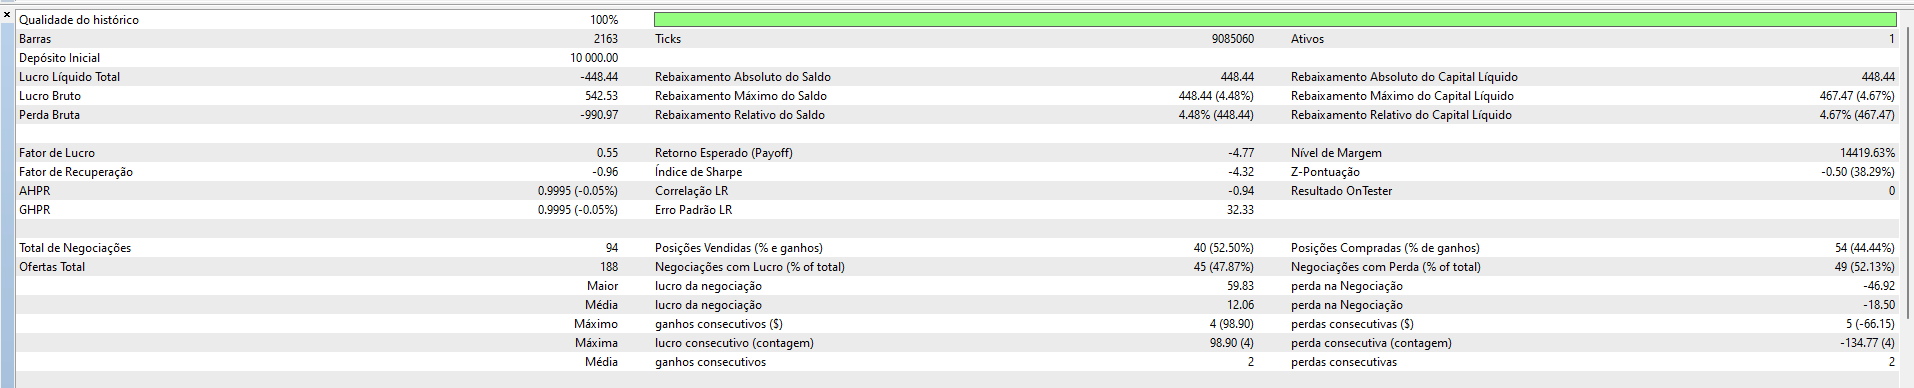 Qualidade do histórico 100%
Barras 2163 Ticks 9085060 Ativos 1
Depósito Inicial 10 000.00
Lucro Líquido Total -448.44 Rebaixamento Absoluto do Saldo 448.44 Rebaixamento Absoluto do Capital Líquido 448.44
Lucro Bruto 542.53 Rebaixamento Máximo do Saldo 448.44 (4.48%) Rebaixamento Máximo do Capital Líquido 467.47 (4.67%)
Perda Bruta -990.97 Rebaixamento Relativo do Saldo 4.48% (448.44) Rebaixamento Relativo do Capital Líquido 4.67% (467.47)
Fator de Lucro 0.55 Retorno Esperado (Payoff) -4.77 Nível de Margem 14419.63%
Fator de Recuperação -0.96 Índice de Sharpe -4.32 Z-Pontuação -0.50 (38.29%)
AHPR 0.9995 (-0.05%) Correlação LR -0.94 Resultado OnTester 0
GHPR 0.9995 (-0.05%) Erro Padrão LR 32.33
Total de Negociações 94 Posições Vendidas (% e ganhos) 40 (52.50%) Posições Compradas (% de ganhos) 54 (44.44%)
Ofertas Total 188 Negociações com Lucro (% of total) 45 (47.87%) Negociações com Perda (% of total) 49 (52.13%)
Maior lucro da negociação 59.83 perda na Negociação -46.92
Média lucro da negociação 12.06 perda na Negociação -18.50
Máximo ganhos consecutivos ($) 4 (98.90) perdas consecutivas ($) 5 (-66.15)
Máxima lucro consecutivo (contagem) 98.90 (4) perda consecutiva (contagem) -134.77 (4)
Média ganhos consecutivos 2 perdas consecutivas 2